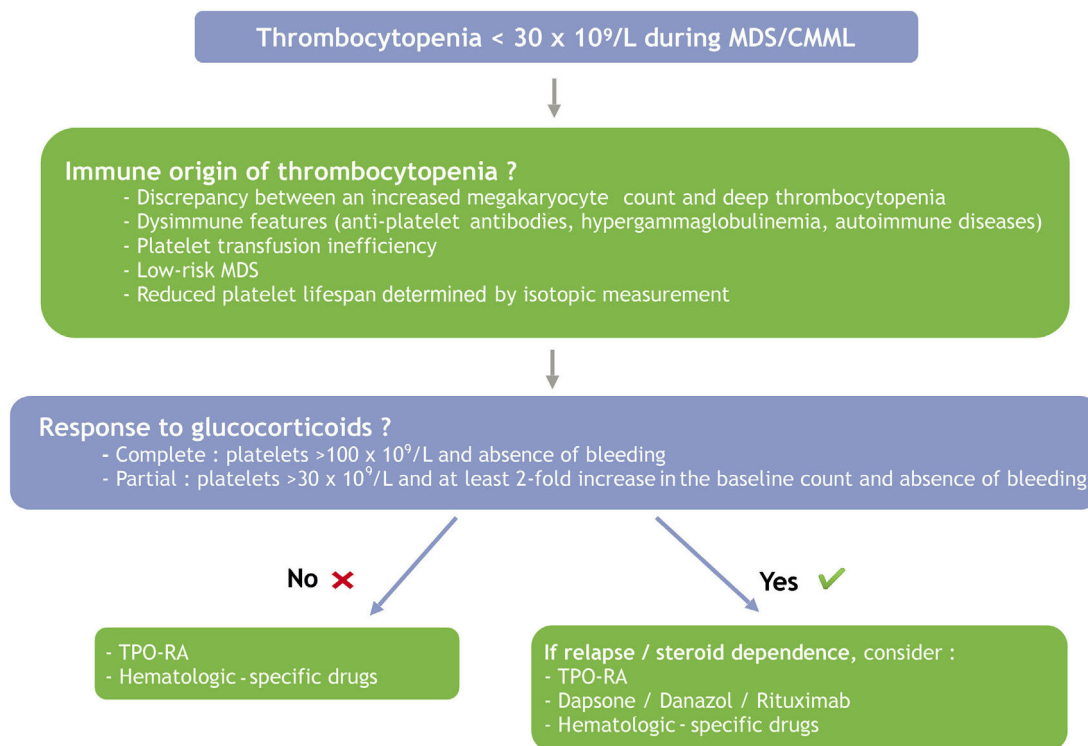 Thrombocytopenia < 30 x 10⁹/L during MDS/CMML
Immune origin of thrombocytopenia ?
- Discrepancy between an increased megakaryocyte count and deep thrombocytopenia
- Dysimmune features (anti-platelet antibodies, hypergammaglobulinemia, autoimmune diseases)
- Platelet transfusion inefficiency
- Low-risk MDS
- Reduced platelet lifespan determined by isotopic measurement
Response to glucocorticoids ?
- Complete : platelets >100 x 10⁹/L and absence of bleeding
- Partial : platelets >30 x 10⁹/L and at least 2-fold increase in the baseline count and absence of bleeding
No
Yes
- TPO-RA
- Hematologic-specific drugs
If relapse / steroid dependence, consider :
- TPO-RA
- Dapsone / Danazol / Rituximab
- Hematologic-specific drugs